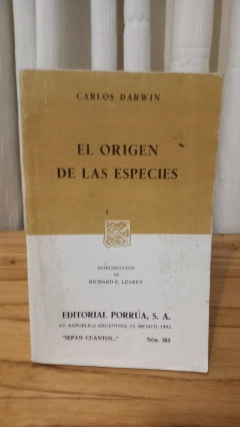 CARLOS DARWIN
EL ORIGEN
DE LAS ESPECIES
INTRODUCCIÓN
DE
RICHARD E. LEAKEY
EDITORIAL PORRÚA, S. A.
AV. REPÚBLICA ARGENTINA, 15. MÉXICO, 1992
"SEPAN CUANTOS..." Núm. 385